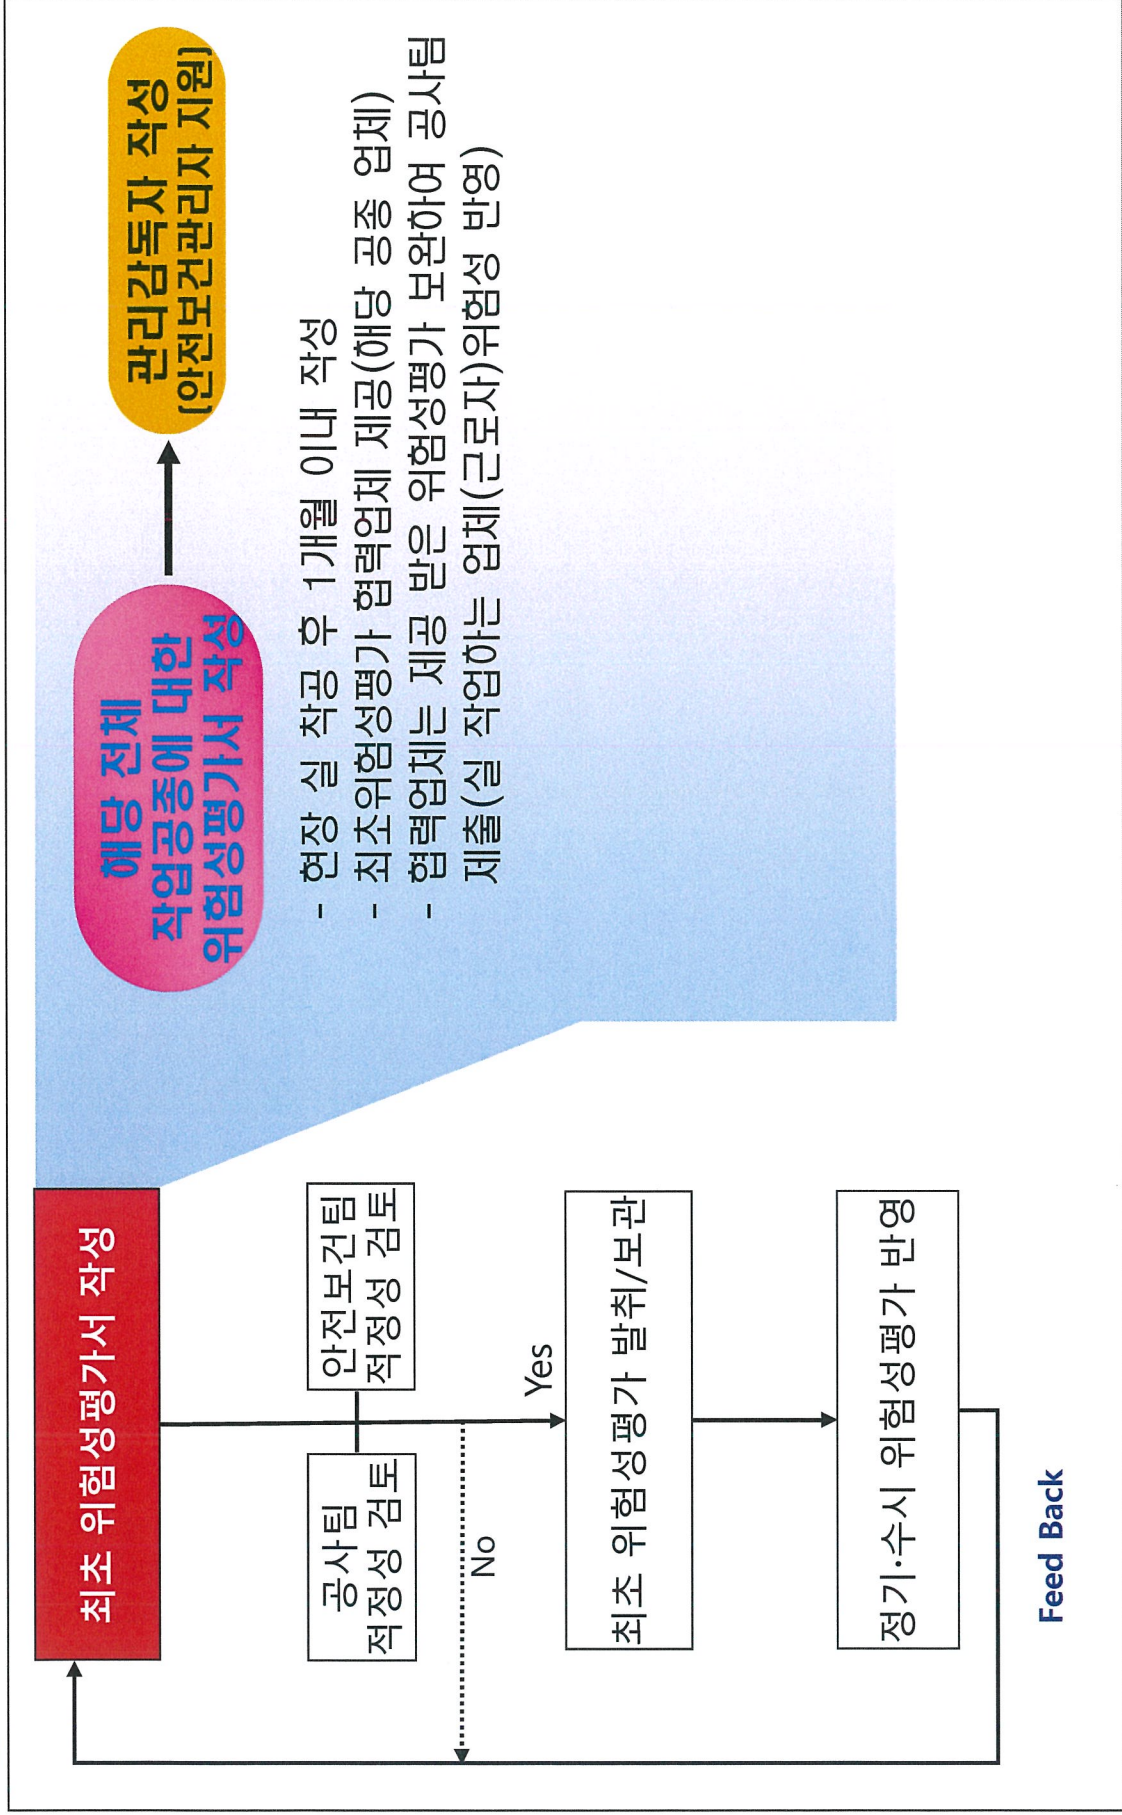 최초 위험성평가서 작성
공사팀
적정성 검토
안전보건팀
적정성 검토
No
Yes
최초 위험성평가 발취/보관
정기·수시 위험성평가 반영
Feed Back
해당 전체
작업공종에 대한
위험성평가서 작성
관리감독자 작성
[안전보건관리자 지원]
- 현장 실 착공 후 1개월 이내 작성
- 최초위험성평가 협력업체 제공(해당 공종 업체)
- 협력업체는 제공 받은 위험성평가 보완하여 공사팀
제출(실 작업하는 업체(근로자)위험성 반영)